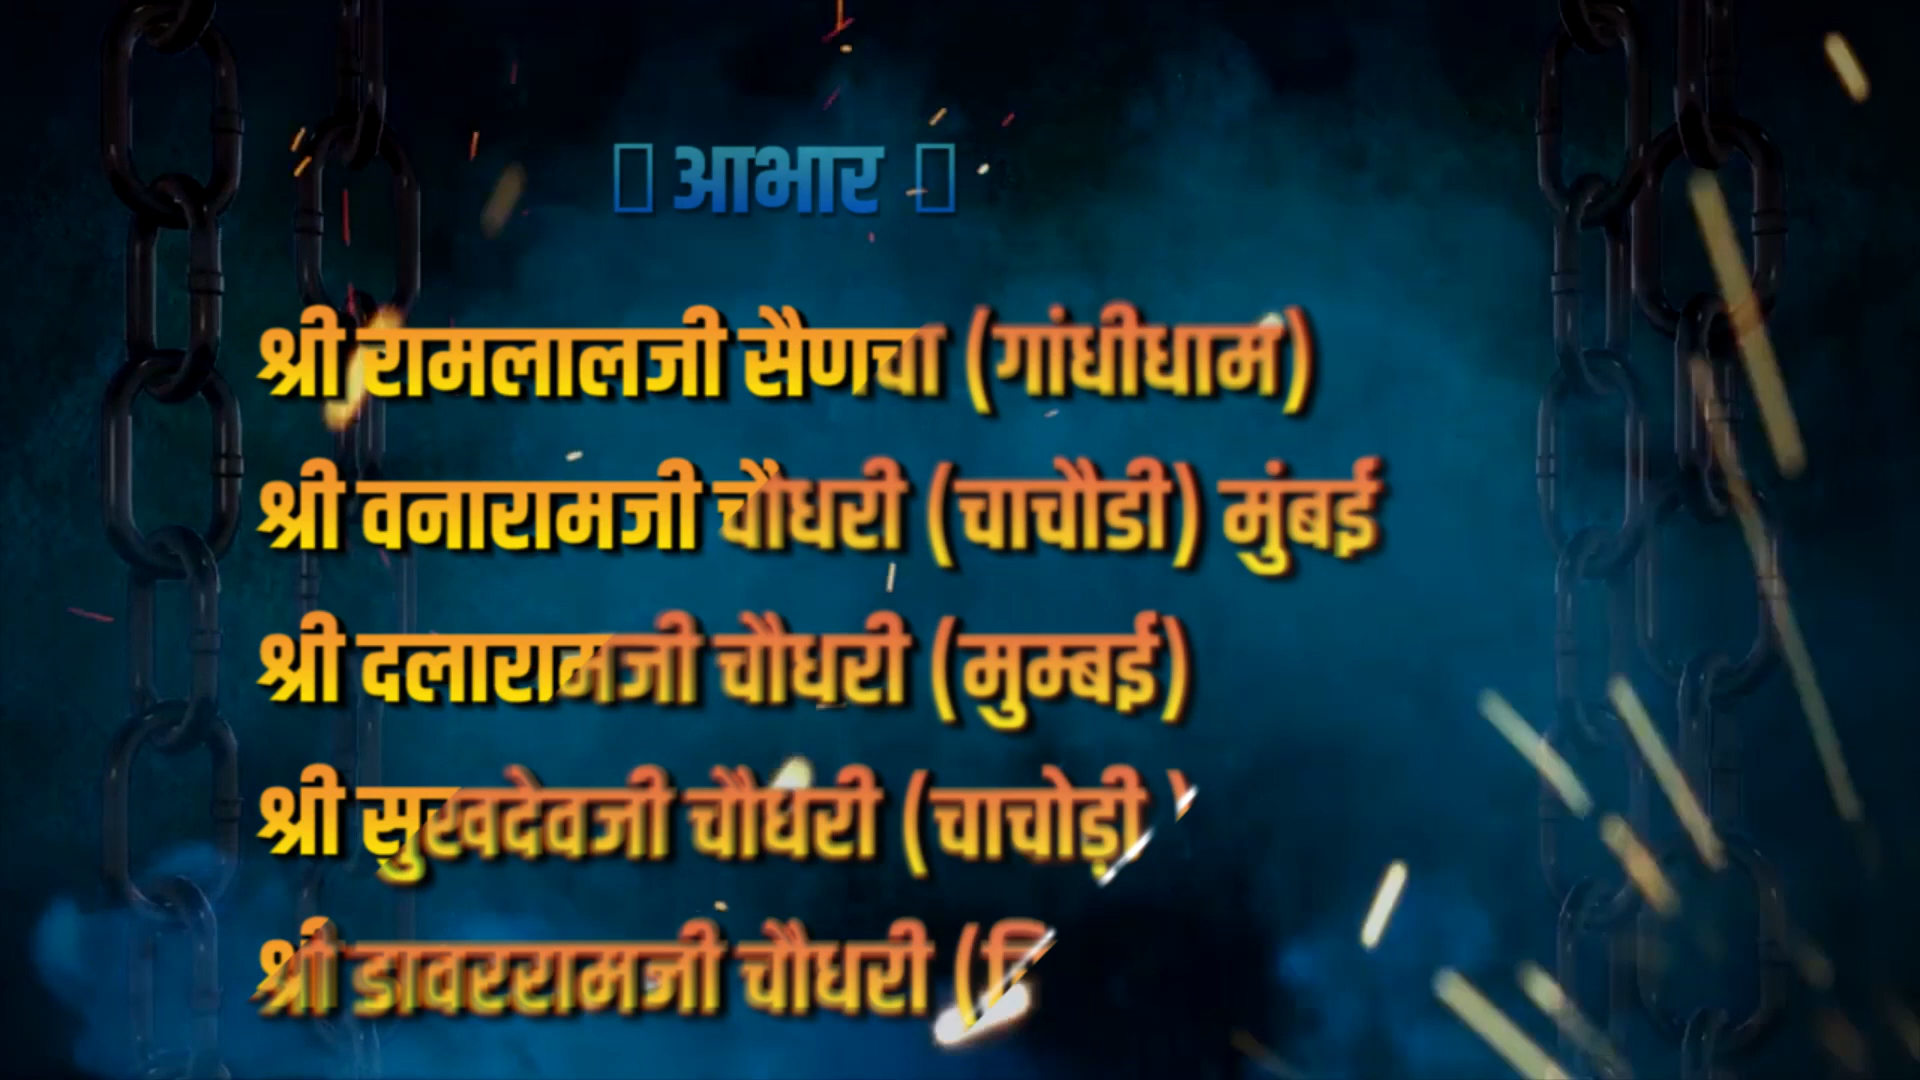 आभार
श्री रामलालजी सैणचा (गांधीधाम)
श्री वनारामजी चौधरी (चाचौडी) मुंबई
श्री दलारामजी चौधरी (मुम्बई)
श्री सुखदेवजी चौधरी (चाचोड़ी )
श्री डावररामजी चौधरी (